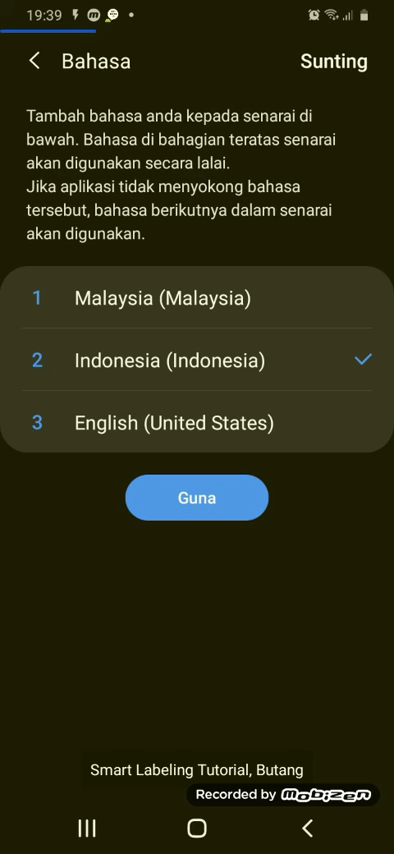 19:39
Bahasa
Sunting
Tambah bahasa anda kepada senarai di
bawah. Bahasa di bahagian teratas senarai
akan digunakan secara lalai.
Jika aplikasi tidak menyokong bahasa
tersebut, bahasa berikutnya dalam senarai
akan digunakan.
1 Malaysia (Malaysia)
2 Indonesia (Indonesia)
3 English (United States)
Guna
Smart Labeling Tutorial, Butang
Recorded by mobizen